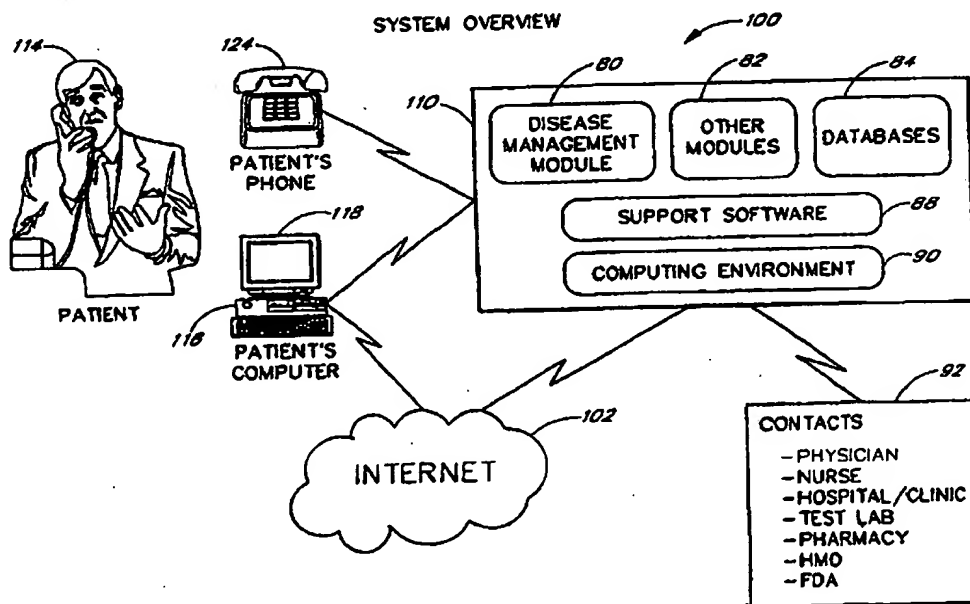 SYSTEM OVERVIEW
100
114
PATIENT
124
PATIENT'S
PHONE
118
116
PATIENT'S
COMPUTER
110
80
DISEASE
MANAGEMENT
MODULE
82
OTHER
MODULES
84
DATABASES
SUPPORT SOFTWARE
88
COMPUTING ENVIRONMENT
90
INTERNET
102
92
CONTACTS
-PHYSICIAN
-NURSE
-HOSPITAL/CLINIC
-TEST LAB
-PHARMACY
-HMO
-FDA